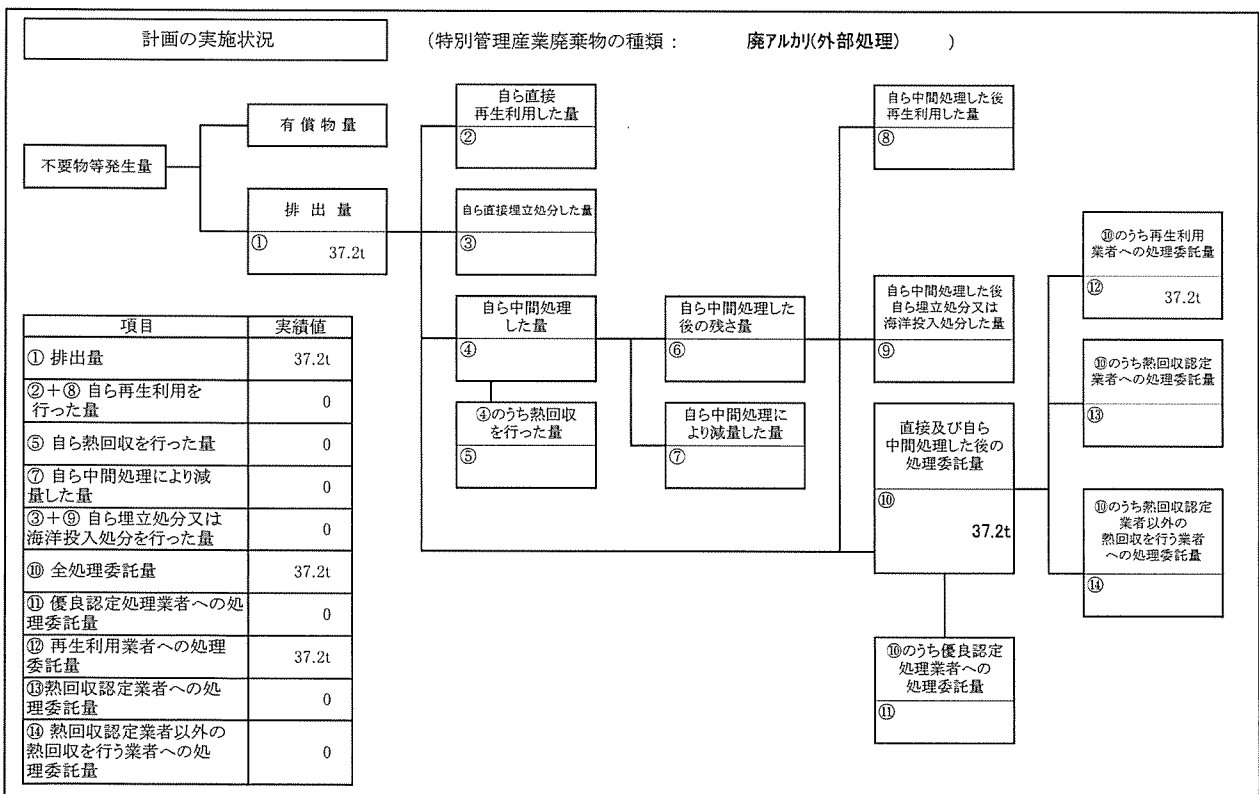 計画の実施状況
(特別管理産業廃棄物の種類： 廃アルカリ(外部処理) )
不要物等発生量
有償物量
排出量
①
37.2t
自ら直接
再生利用した量
②
自ら直接埋立処分した量
③
自ら中間処理
した量
④
④のうち熱回収
を行った量
⑤
自ら中間処理した
後の残さ量
⑥
自ら中間処理に
より減量した量
⑦
自ら中間処理した後
再生利用した量
⑧
自ら中間処理した後
自ら埋立処分又は
海洋投入処分した量
⑨
直接及び自ら
中間処理した後の
処理委託量
⑩
37.2t
⑩のうち優良認定
処理業者への
処理委託量
⑪
⑩のうち再生利用
業者への処理委託量
⑫
37.2t
⑩のうち熱回収認定
業者への処理委託量
⑬
⑩のうち熱回収認定
業者以外の
熱回収を行う業者
への処理委託量
⑭
項目 実績値
① 排出量 37.2t
②＋⑧ 自ら再生利用を
行った量 0
⑤ 自ら熱回収を行った量 0
⑦ 自ら中間処理により減
量した量 0
③＋⑨ 自ら埋立処分又は
海洋投入処分を行った量 0
⑩ 全処理委託量 37.2t
⑪ 優良認定処理業者への処
理委託量 0
⑫ 再生利用業者への処理
委託量 37.2t
⑬熱回収認定業者への処
理委託量 0
⑭ 熱回収認定業者以外の
熱回収を行う業者への処
理委託量 0